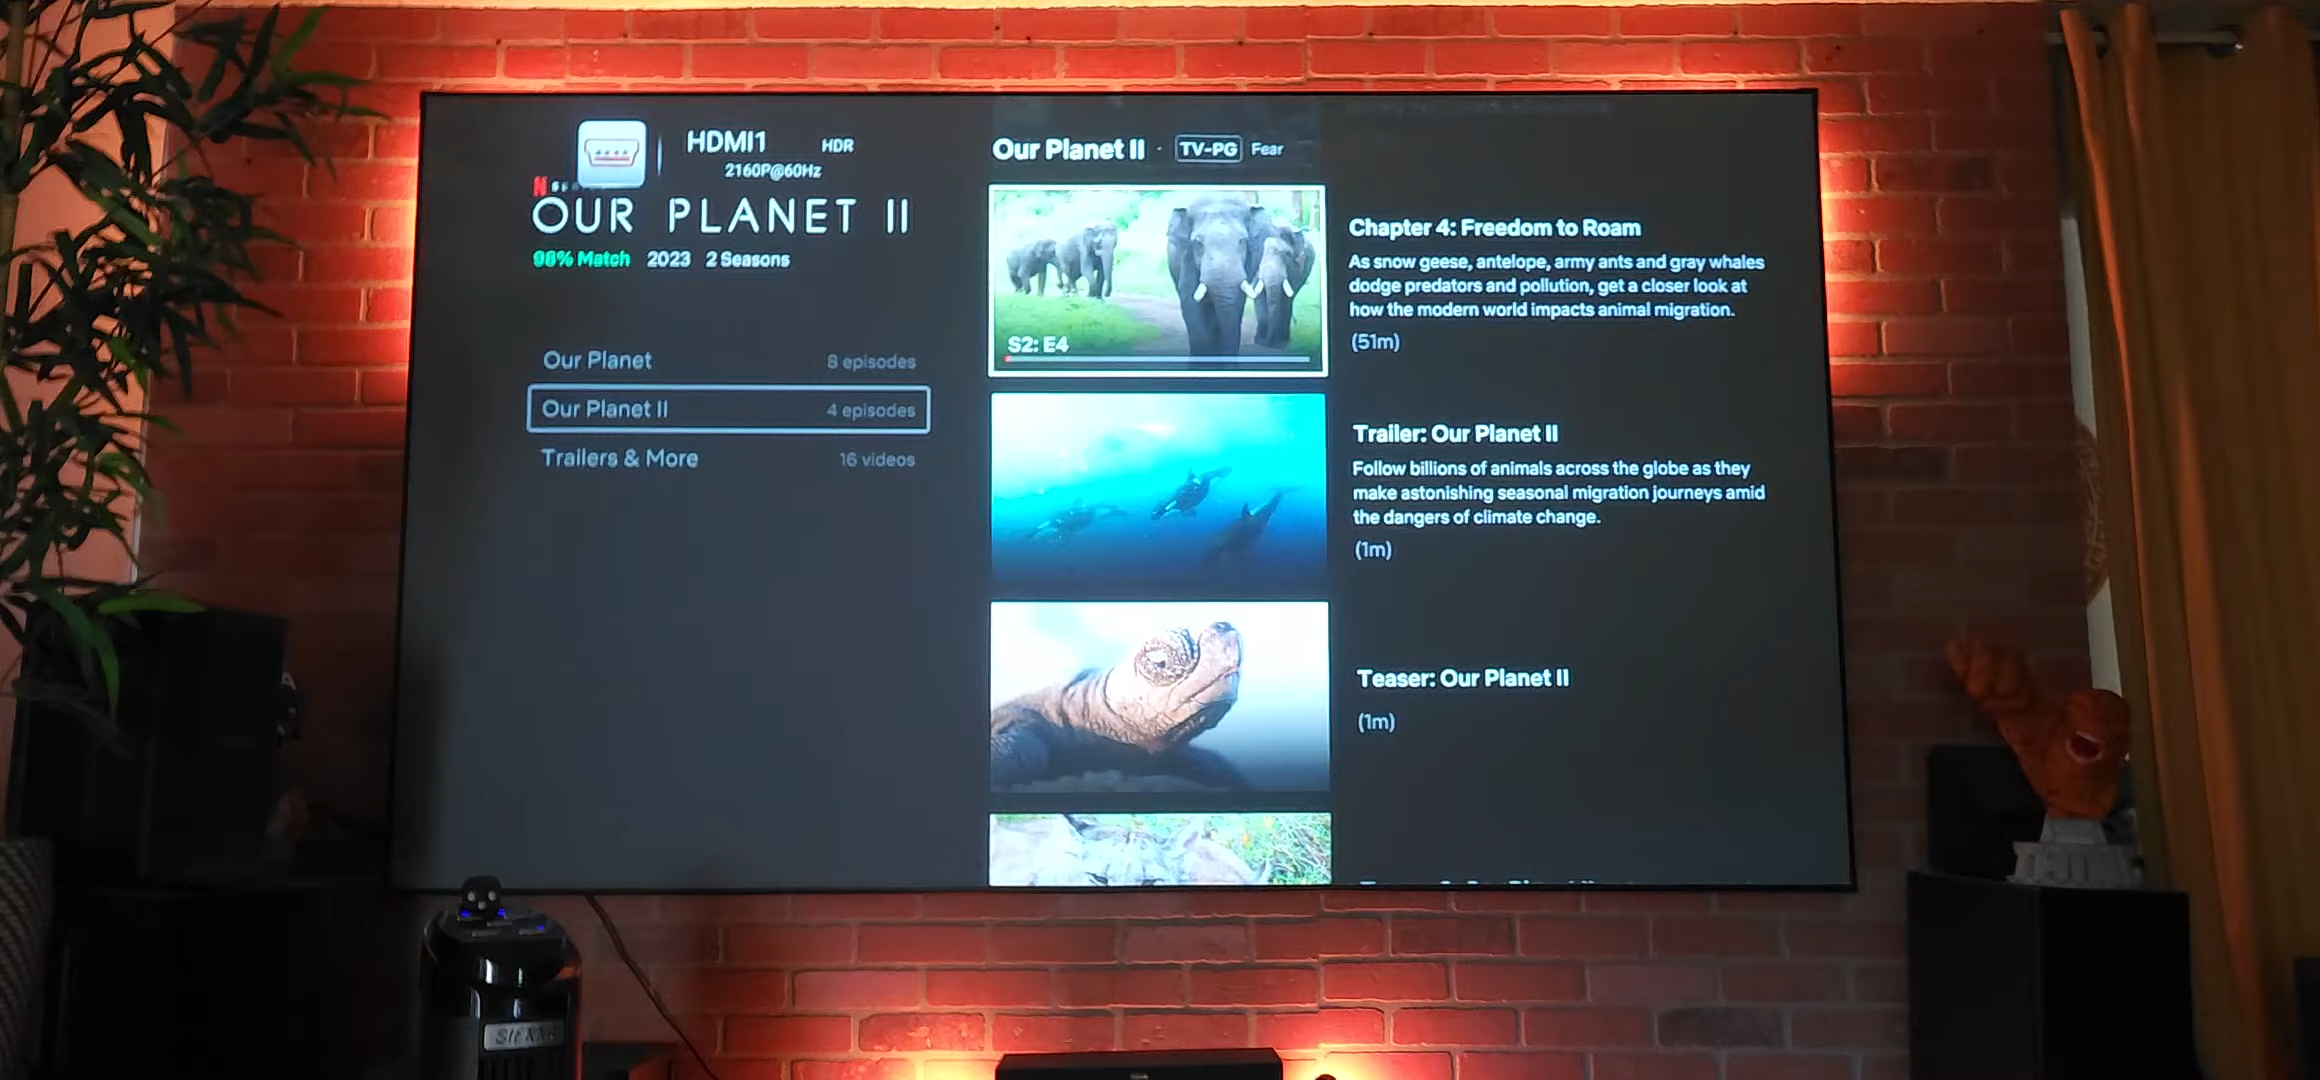 HDMI1 HDR
2160P@60Hz
N
OUR PLANET II
98% Match 2023 2 Seasons
Our Planet 8 episodes
Our Planet II 4 episodes
Trailers & More 16 videos
Our Planet II · TV-PG Fear
S2: E4
Chapter 4: Freedom to Roam
As snow geese, antelope, army ants and gray whales
dodge predators and pollution, get a closer look at
how the modern world impacts animal migration.
(51m)
Trailer: Our Planet II
Follow billions of animals across the globe as they
make astonishing seasonal migration journeys amid
the dangers of climate change.
(1m)
Teaser: Our Planet II
(1m)